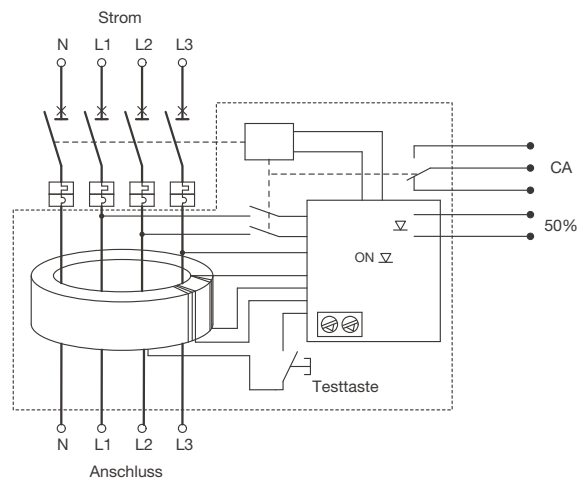 Strom
N L1 L2 L3
CA
50%
ON
Testtaste
N L1 L2 L3
Anschluss